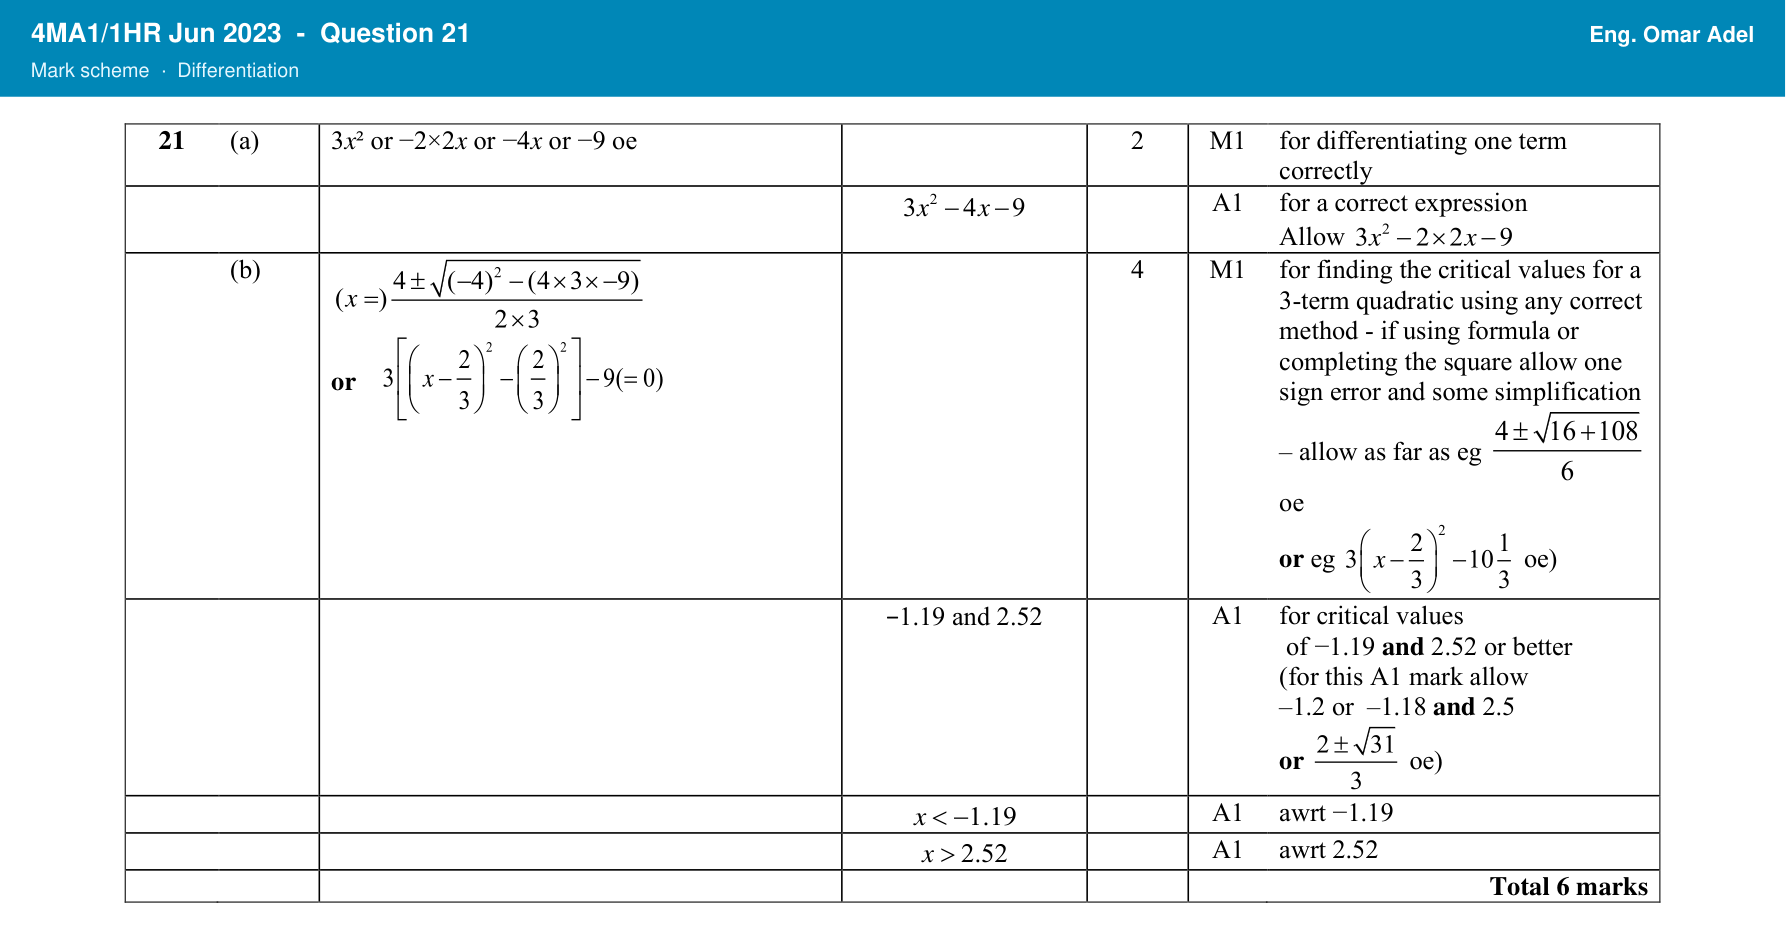 4MA1/1HR Jun 2023 - Question 21
Eng. Omar Adel
Mark scheme · Differentiation
21 (a) 3x² or −2×2x or −4x or −9 oe 2 M1 for differentiating one term
correctly
3x² − 4x − 9 A1 for a correct expression
Allow 3x² − 2×2x − 9
(b) (x =) (4 ± √((−4)² − (4×3×−9))) / (2×3) 4 M1 for finding the critical values for a
3-term quadratic using any correct
method - if using formula or
completing the square allow one
sign error and some simplification
or 3[(x − 2/3)² − (2/3)²] − 9(= 0)
– allow as far as eg (4 ± √(16 + 108)) / 6
oe
or eg 3(x − 2/3)² − 10 1/3 oe)
−1.19 and 2.52 A1 for critical values
of −1.19 and 2.52 or better
(for this A1 mark allow
–1.2 or –1.18 and 2.5
or (2 ± √31) / 3 oe)
x < −1.19 A1 awrt −1.19
x > 2.52 A1 awrt 2.52
Total 6 marks